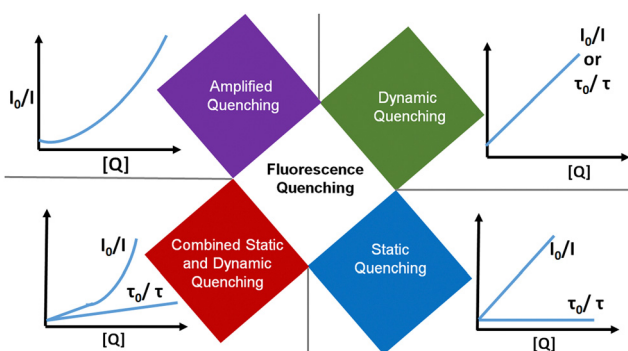 I₀/I
[Q]
Amplified
Quenching
Dynamic
Quenching
I₀/I
or
τ₀/ τ
[Q]
Fluorescence
Quenching
I₀/I
τ₀/ τ
[Q]
Combined Static
and Dynamic
Quenching
Static
Quenching
I₀/I
τ₀/ τ
[Q]